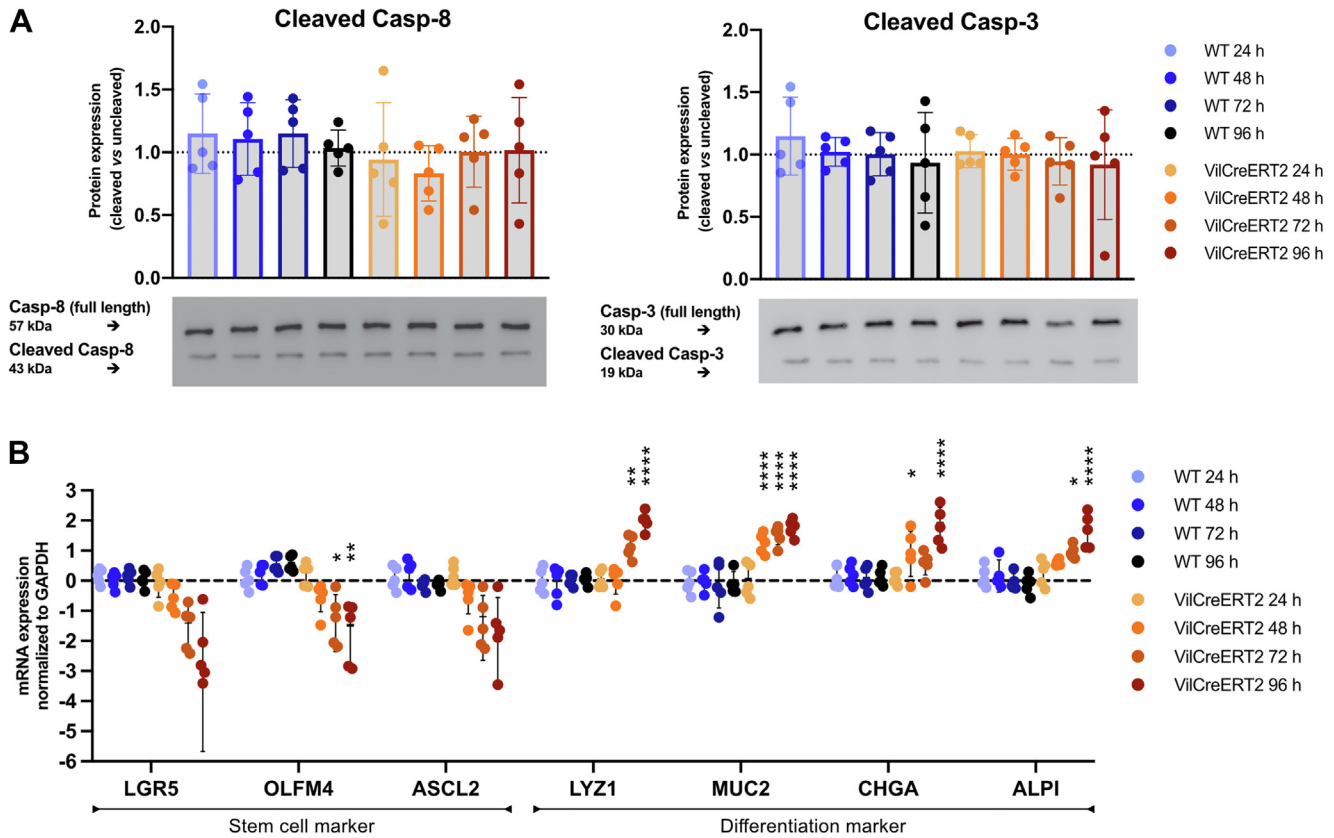 A
Cleaved Casp-8
Protein expression
(cleaved vs uncleaved)
2.0
1.5
1.0
0.5
0.0
Casp-8 (full length)
57 kDa ➔
Cleaved Casp-8
43 kDa ➔
Cleaved Casp-3
Protein expression
(cleaved vs uncleaved)
2.0
1.5
1.0
0.5
0.0
Casp-3 (full length)
30 kDa ➔
Cleaved Casp-3
19 kDa ➔
WT 24 h
WT 48 h
WT 72 h
WT 96 h
VilCreERT2 24 h
VilCreERT2 48 h
VilCreERT2 72 h
VilCreERT2 96 h
B
mRNA expression
normalized to GAPDH
3
2
1
0
-1
-2
-3
-4
-5
-6
* ** ** **** **** **** **** * **** * ****
LGR5 OLFM4 ASCL2 LYZ1 MUC2 CHGA ALPI
Stem cell marker Differentiation marker
WT 24 h
WT 48 h
WT 72 h
WT 96 h
VilCreERT2 24 h
VilCreERT2 48 h
VilCreERT2 72 h
VilCreERT2 96 h